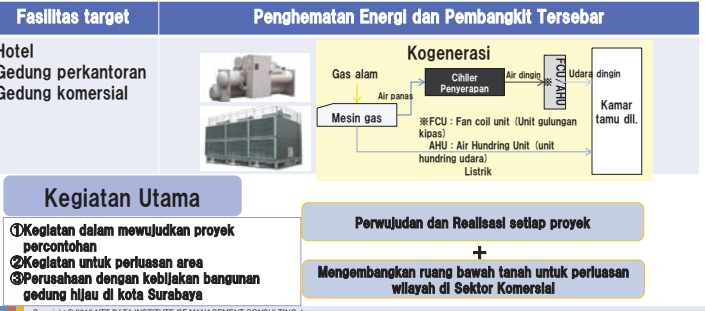 Fasilitas target
Penghematan Energi dan Pembangkit Tersebar
Hotel
Gedung perkantoran
Gedung komersial
Kogenerasi
Gas alam
Mesin gas
Air panas
Cihller
Penyerapan
Air dingin
※
FCU/AHU
Udara dingin
Kamar
tamu dll.
※FCU : Fan coil unit (Unit gulungan
kipas)
AHU : Air Hundring Unit (unit
hundring udara)
Listrik
Kegiatan Utama
①Kegiatan dalam mewujudkan proyek
percontohan
②Kegiatan untuk perluasan area
③Perusahaan dengan kebijakan bangunan
gedung hijau di kota Surabaya
Perwujudan dan Realisasi setiap proyek
+
Mengembangkan ruang bawah tanah untuk perluasan
wilayah di Sektor Komersial